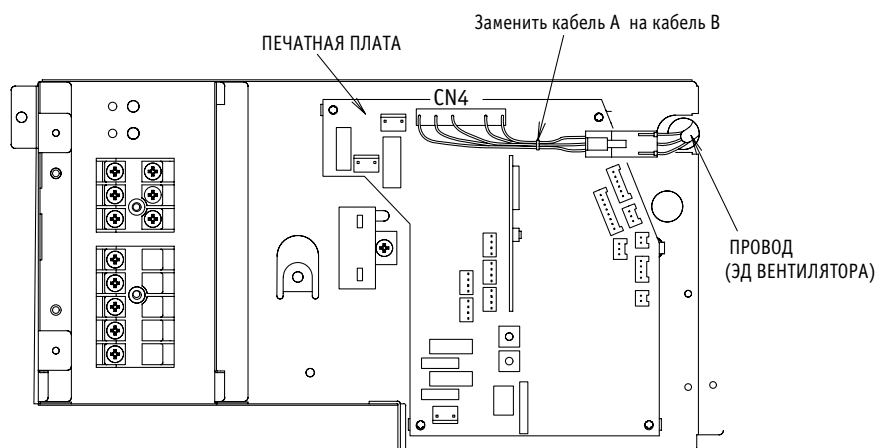 Заменить кабель А на кабель В
ПЕЧАТНАЯ ПЛАТА
CN4
ПРОВОД
(ЭД ВЕНТИЛЯТОРА)